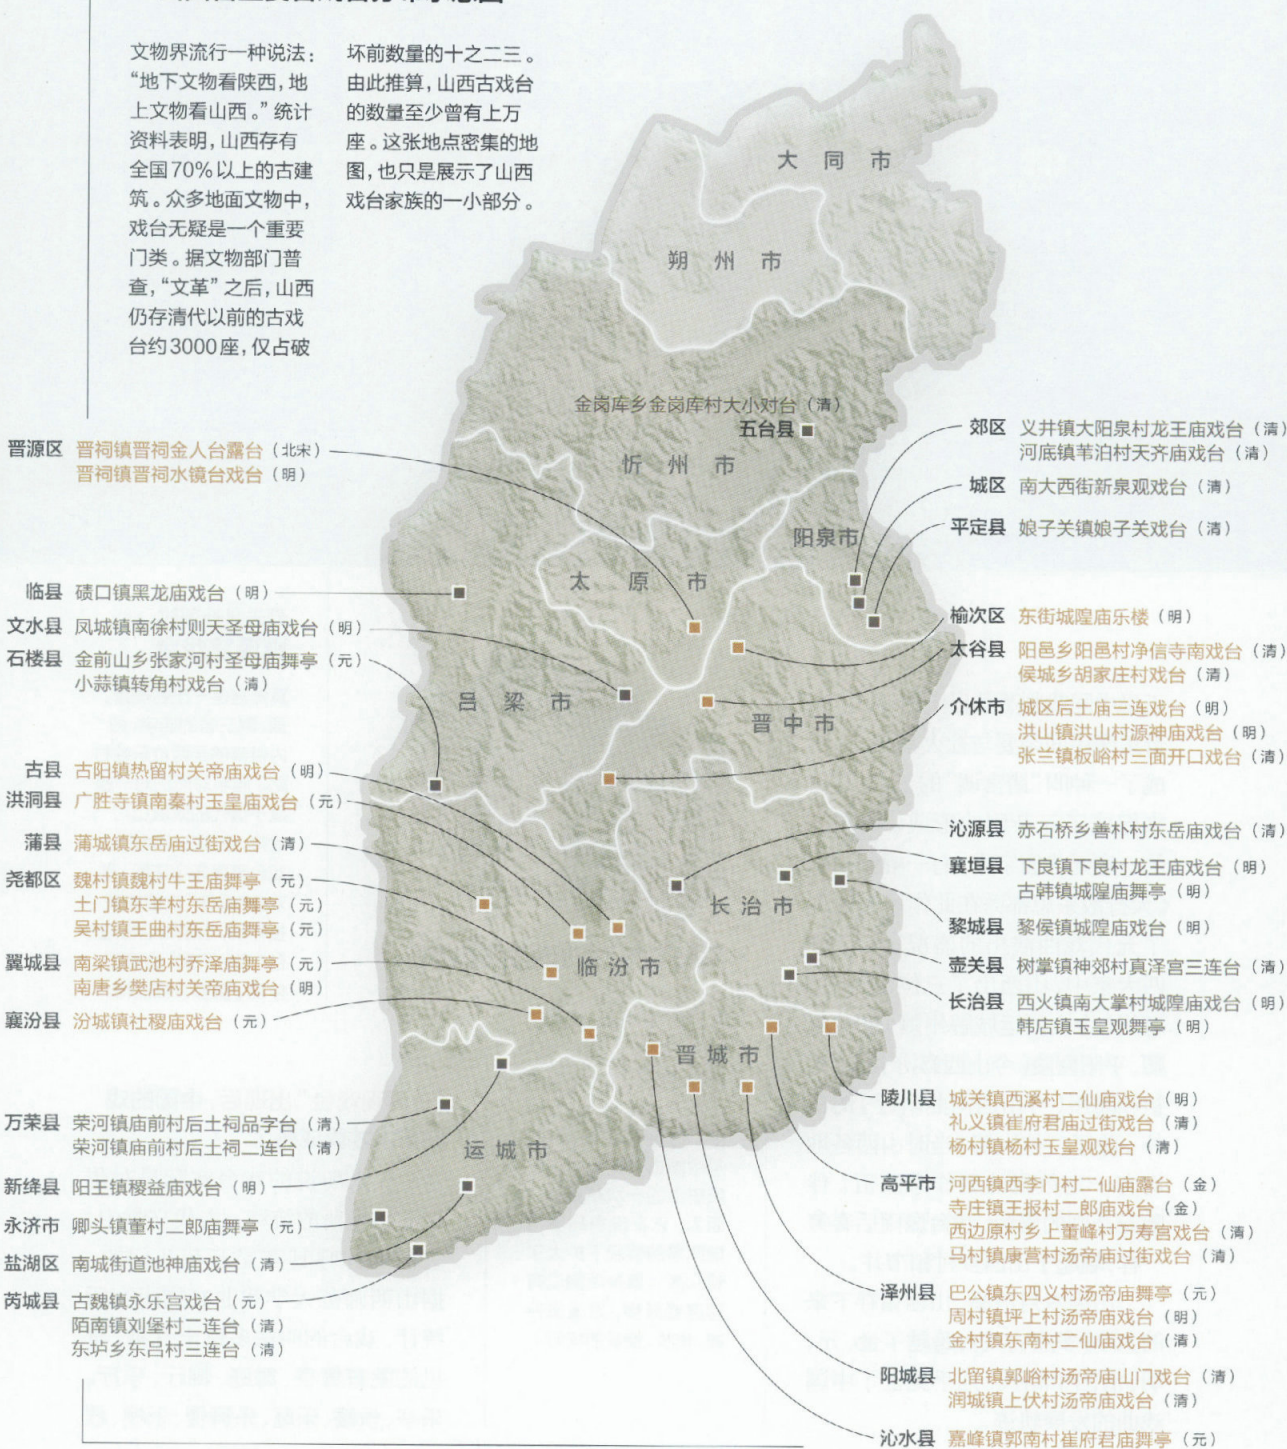 文物界流行一种说法：
“地下文物看陕西，地
上文物看山西。”统计
资料表明，山西存有
全国70%以上的古建
筑。众多地面文物中，
戏台无疑是一个重要
门类。据文物部门普
查，“文革”之后，山西
仍存清代以前的古戏
台约3000座，仅占破
坏前数量的十之二三。
由此推算，山西古戏台
的数量至少曾有上万
座。这张地点密集的地
图，也只是展示了山西
戏台家族的一小部分。
大同市
朔州市
金岗库乡金岗库村大小对台（清）
五台县
忻州市
阳泉市
太原市
吕梁市
晋中市
长治市
临汾市
晋城市
运城市
晋源区 晋祠镇晋祠金人台露台（北宋）
晋祠镇晋祠水镜台戏台（明）
临县 碛口镇黑龙庙戏台（明）
文水县 凤城镇南徐村则天圣母庙戏台（明）
石楼县 金前山乡张家河村圣母庙舞亭（元）
小蒜镇转角村戏台（清）
古县 古阳镇热留村关帝庙戏台（明）
洪洞县 广胜寺镇南秦村玉皇庙戏台（元）
蒲县 蒲城镇东岳庙过街戏台（清）
尧都区 魏村镇魏村牛王庙舞亭（元）
土门镇东羊村东岳庙舞亭（元）
吴村镇王曲村东岳庙舞亭（元）
翼城县 南梁镇武池村乔泽庙舞亭（元）
南唐乡樊店村关帝庙戏台（明）
襄汾县 汾城镇社稷庙戏台（元）
万荣县 荣河镇庙前村后土祠品字台（清）
荣河镇庙前村后土祠二连台（清）
新绛县 阳王镇稷益庙戏台（明）
永济市 卿头镇董村二郎庙舞亭（元）
盐湖区 南城街道池神庙戏台（清）
芮城县 古魏镇永乐宫戏台（元）
陌南镇刘堡村二连台（清）
东垆乡东吕村三连台（清）
郊区 义井镇大阳泉村龙王庙戏台（清）
河底镇苇泊村天齐庙戏台（清）
城区 南大西街新泉观戏台（清）
平定县 娘子关镇娘子关戏台（清）
榆次区 东街城隍庙乐楼（明）
太谷县 阳邑乡阳邑村净信寺南戏台（清）
侯城乡胡家庄村戏台（清）
介休市 城区后土庙三连戏台（明）
洪山镇洪山村源神庙戏台（明）
张兰镇板峪村三面开口戏台（清）
沁源县 赤石桥乡善朴村东岳庙戏台（清）
襄垣县 下良镇下良村龙王庙戏台（明）
古韩镇城隍庙舞亭（明）
黎城县 黎侯镇城隍庙戏台（明）
壶关县 树掌镇神郊村真泽宫三连台（清）
长治县 西火镇南大掌村城隍庙戏台（明）
韩店镇玉皇观舞亭（明）
陵川县 城关镇西溪村二仙庙戏台（明）
礼义镇崔府君庙过街戏台（清）
杨村镇杨村玉皇观戏台（清）
高平市 河西镇西李门村二仙庙露台（金）
寺庄镇王报村二郎庙戏台（金）
西边原村乡上董峰村万寿宫戏台（清）
马村镇康营村汤帝庙过街戏台（清）
泽州县 巴公镇东四义村汤帝庙舞亭（元）
周村镇坪上村汤帝庙戏台（明）
金村镇东南村二仙庙戏台（清）
阳城县 北留镇郭峪村汤帝庙山门戏台（清）
润城镇上伏村汤帝庙戏台（清）
沁水县 嘉峰镇郭南村崔府君庙舞亭（元）